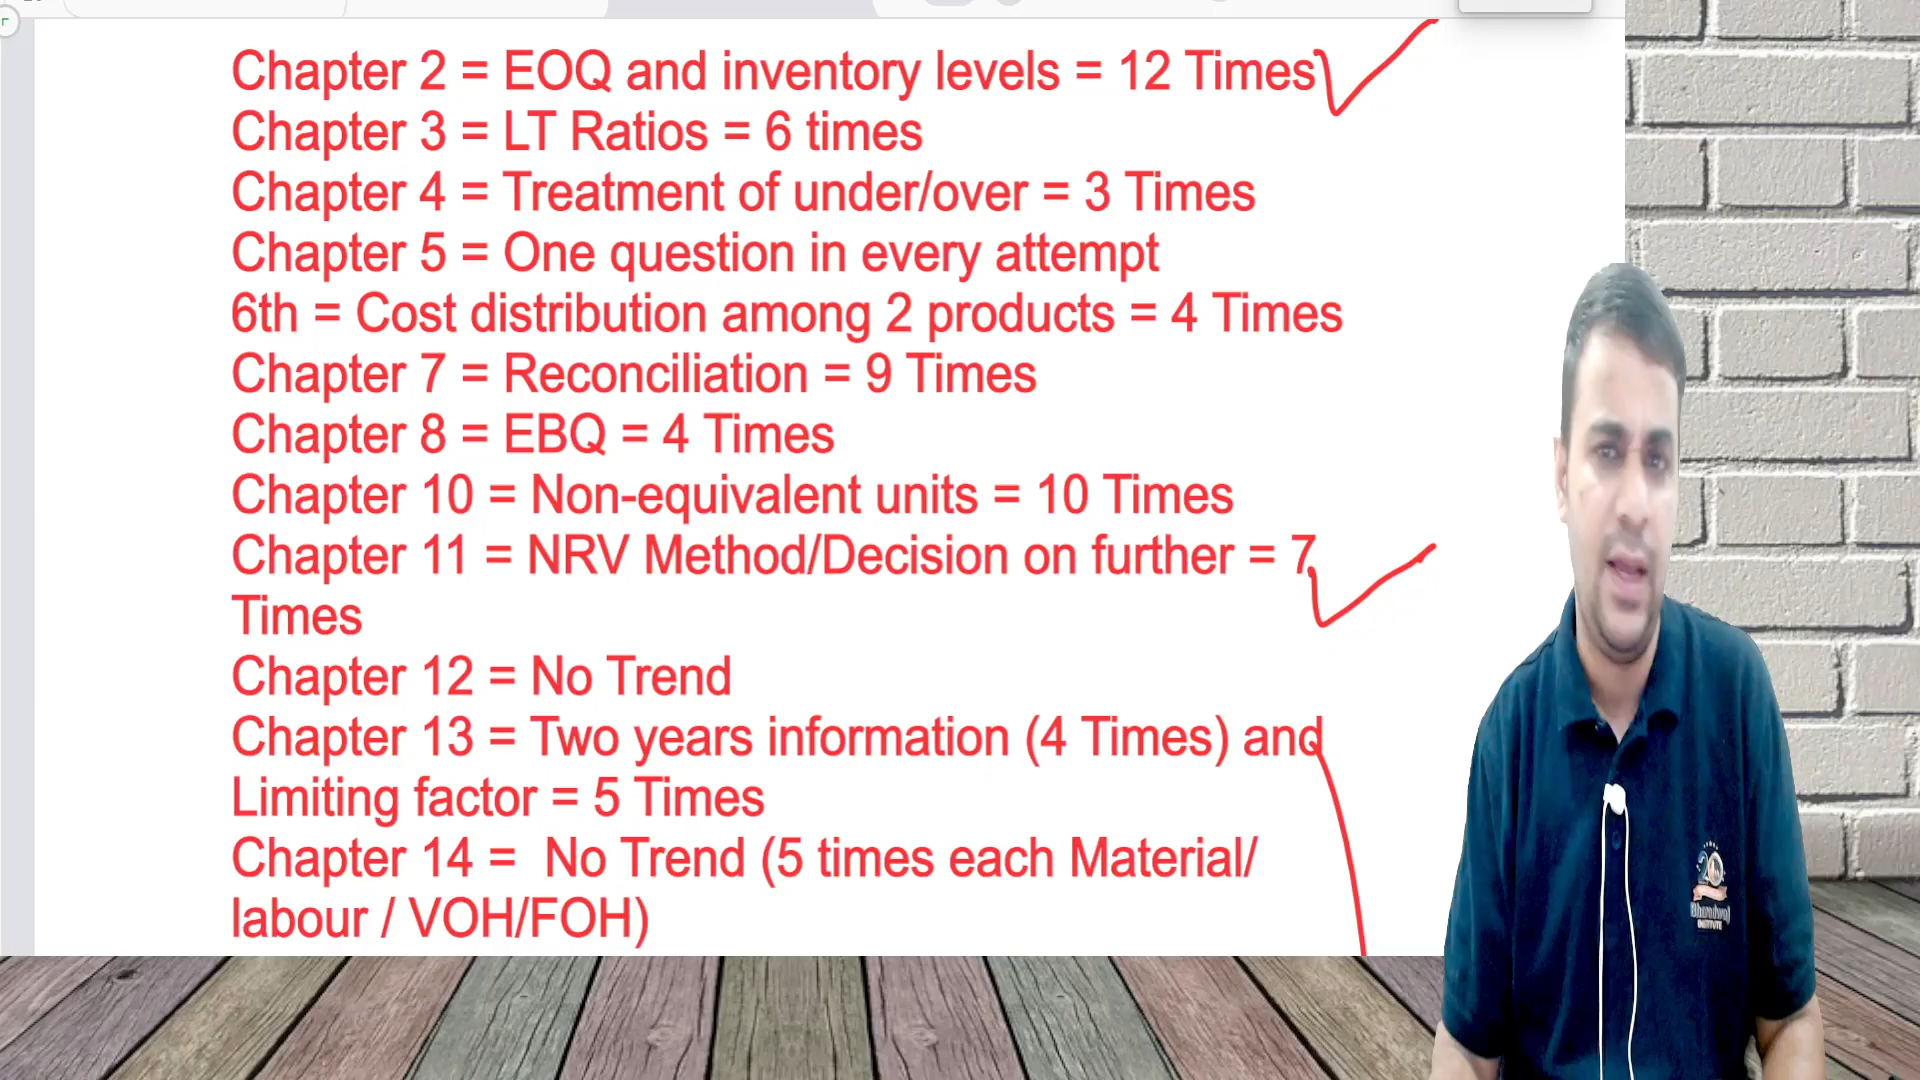 Chapter 2 = EOQ and inventory levels = 12 Times
Chapter 3 = LT Ratios = 6 times
Chapter 4 = Treatment of under/over = 3 Times
Chapter 5 = One question in every attempt
6th = Cost distribution among 2 products = 4 Times
Chapter 7 = Reconciliation = 9 Times
Chapter 8 = EBQ = 4 Times
Chapter 10 = Non-equivalent units = 10 Times
Chapter 11 = NRV Method/Decision on further = 7
Times
Chapter 12 = No Trend
Chapter 13 = Two years information (4 Times) and
Limiting factor = 5 Times
Chapter 14 =  No Trend (5 times each Material/
labour / VOH/FOH)
20
Bhardwaj
INSTITUTE